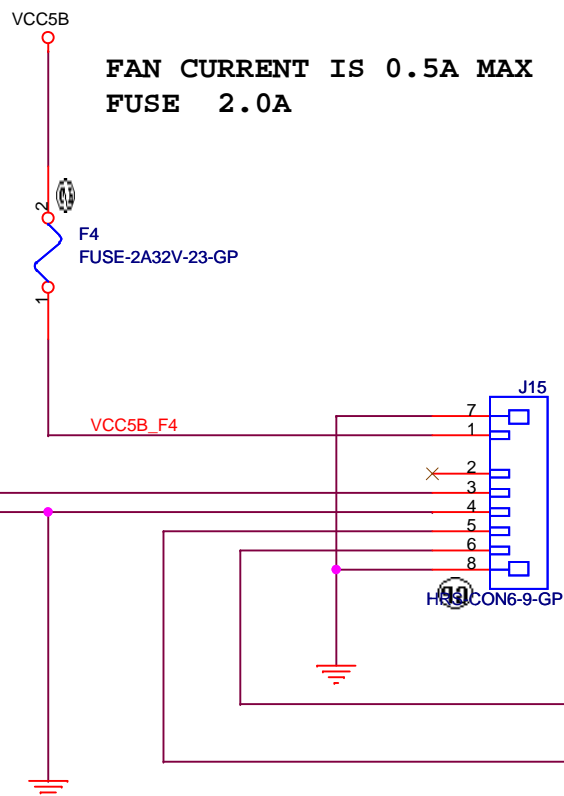 VCC5B
FAN CURRENT IS 0.5A MAX
FUSE 2.0A
2
F4
FUSE-2A32V-23-GP
1
J15
7
VCC5B_F4
1
2
3
4
5
6
8
CON6-9-GP